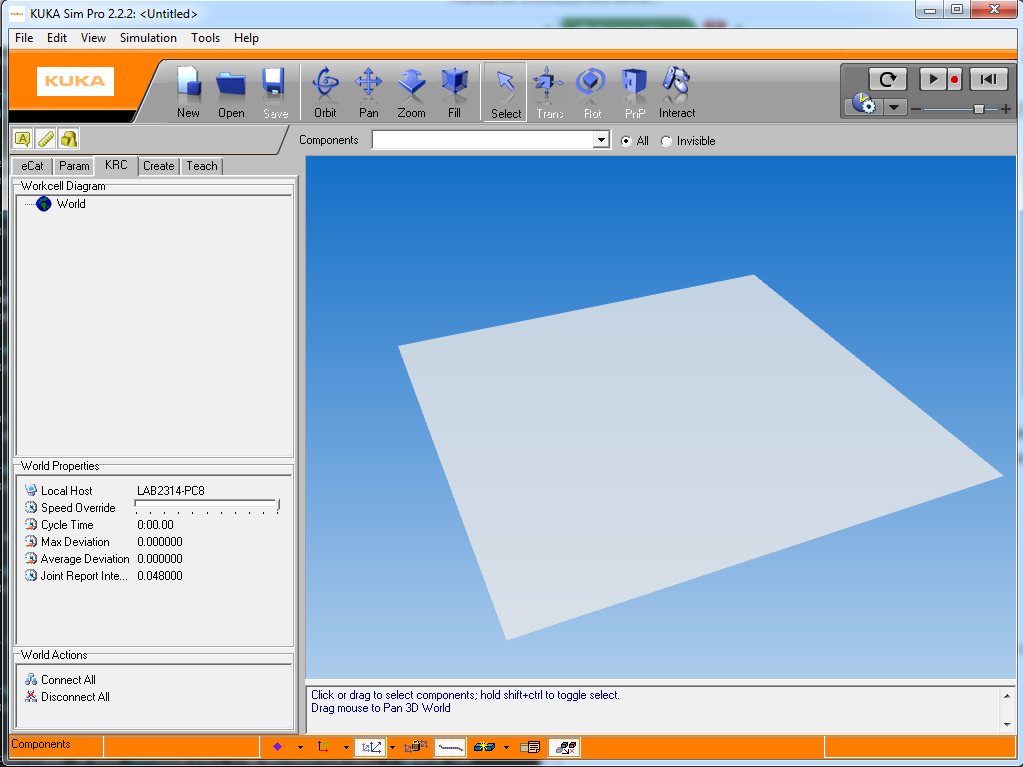 KUKA Sim Pro 2.2.2: <Untitled>
File Edit View Simulation Tools Help
KUKA
New Open Save Orbit Pan Zoom Fill Select Trans Rot PnP Interact
Components All Invisible
eCat Param KRC Create Teach
Workcell Diagram
World
World Properties
Local Host LAB2314-PC8
Speed Override
Cycle Time 0:00.00
Max Deviation 0.000000
Average Deviation 0.000000
Joint Report Inte... 0.048000
World Actions
Connect All
Disconnect All
Click or drag to select components; hold shift+ctrl to toggle select.
Drag mouse to Pan 3D World
Components